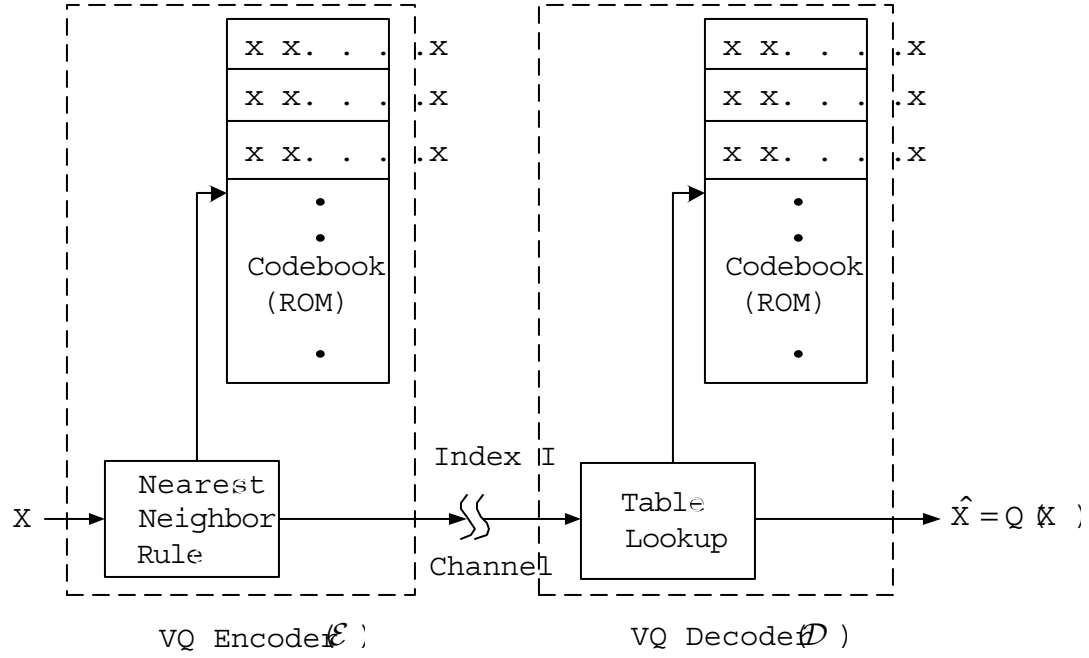 x x. . . . .x
x x. . . . .x
x x. . . . .x
Codebook
(ROM)
x x. . . . .x
x x. . . . .x
x x. . . . .x
Codebook
(ROM)
X
Nearest
Neighbor
Rule
Index I
Channel
Table
Lookup
X̂ = Q (X )
VQ Encoder(ℰ )
VQ Decoder(𝒟 )